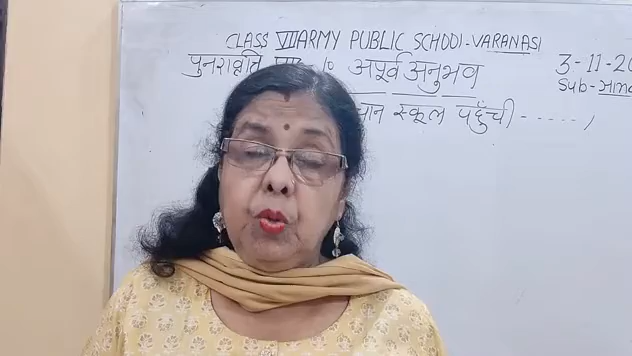 CLASS VII ARMY PUBLIC SCHOOL-VARANASI
पुनरावृत्ति पाठ-10 अपूर्व अनुभव
3-11-20
Sub-
स्कूल पहुँची -----,